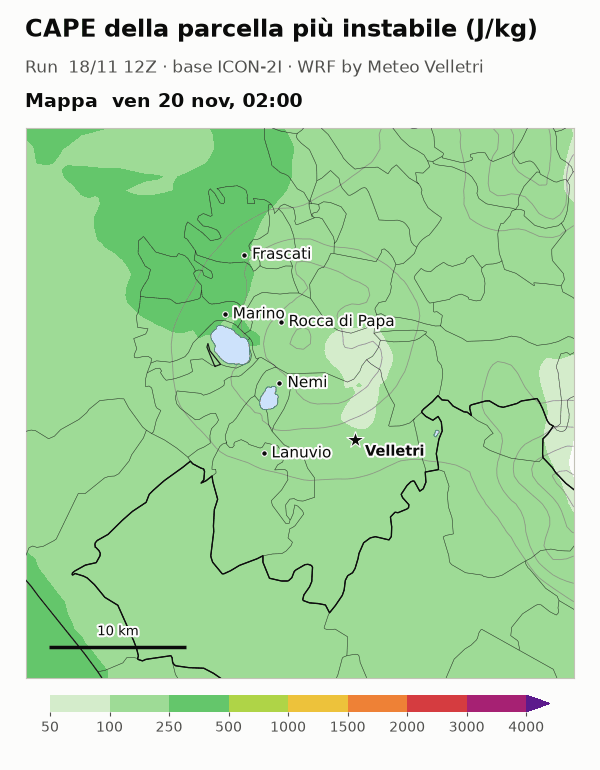 CAPE della parcella più instabile (J/kg)
Run  18/11 12Z · base ICON-2I · WRF by Meteo Velletri
Mappa  ven 20 nov, 02:00
Frascati
Marino
Rocca di Papa
Nemi
Velletri
Lanuvio
10 km
50 100 250 500 1000 1500 2000 3000 4000